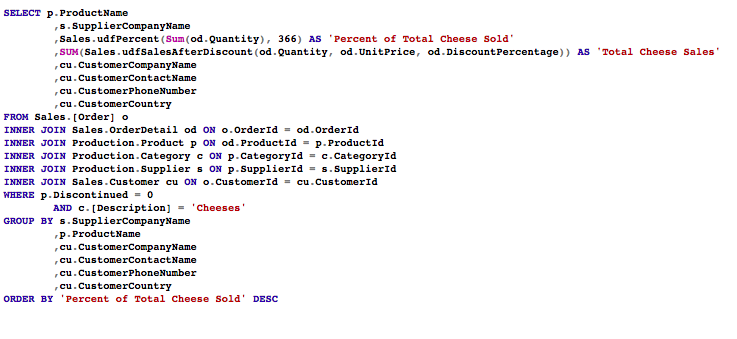 SELECT p.ProductName
,s.SupplierCompanyName
,Sales.udfPercent(Sum(od.Quantity), 366) AS 'Percent of Total Cheese Sold'
,SUM(Sales.udfSalesAfterDiscount(od.Quantity, od.UnitPrice, od.DiscountPercentage)) AS 'Total Cheese Sales'
,cu.CustomerCompanyName
,cu.CustomerContactName
,cu.CustomerPhoneNumber
,cu.CustomerCountry
FROM Sales.[Order] o
INNER JOIN Sales.OrderDetail od ON o.OrderId = od.OrderId
INNER JOIN Production.Product p ON od.ProductId = p.ProductId
INNER JOIN Production.Category c ON p.CategoryId = c.CategoryId
INNER JOIN Production.Supplier s ON p.SupplierId = s.SupplierId
INNER JOIN Sales.Customer cu ON o.CustomerId = cu.CustomerId
WHERE p.Discontinued = 0
AND c.[Description] = 'Cheeses'
GROUP BY s.SupplierCompanyName
,p.ProductName
,cu.CustomerCompanyName
,cu.CustomerContactName
,cu.CustomerPhoneNumber
,cu.CustomerCountry
ORDER BY 'Percent of Total Cheese Sold' DESC